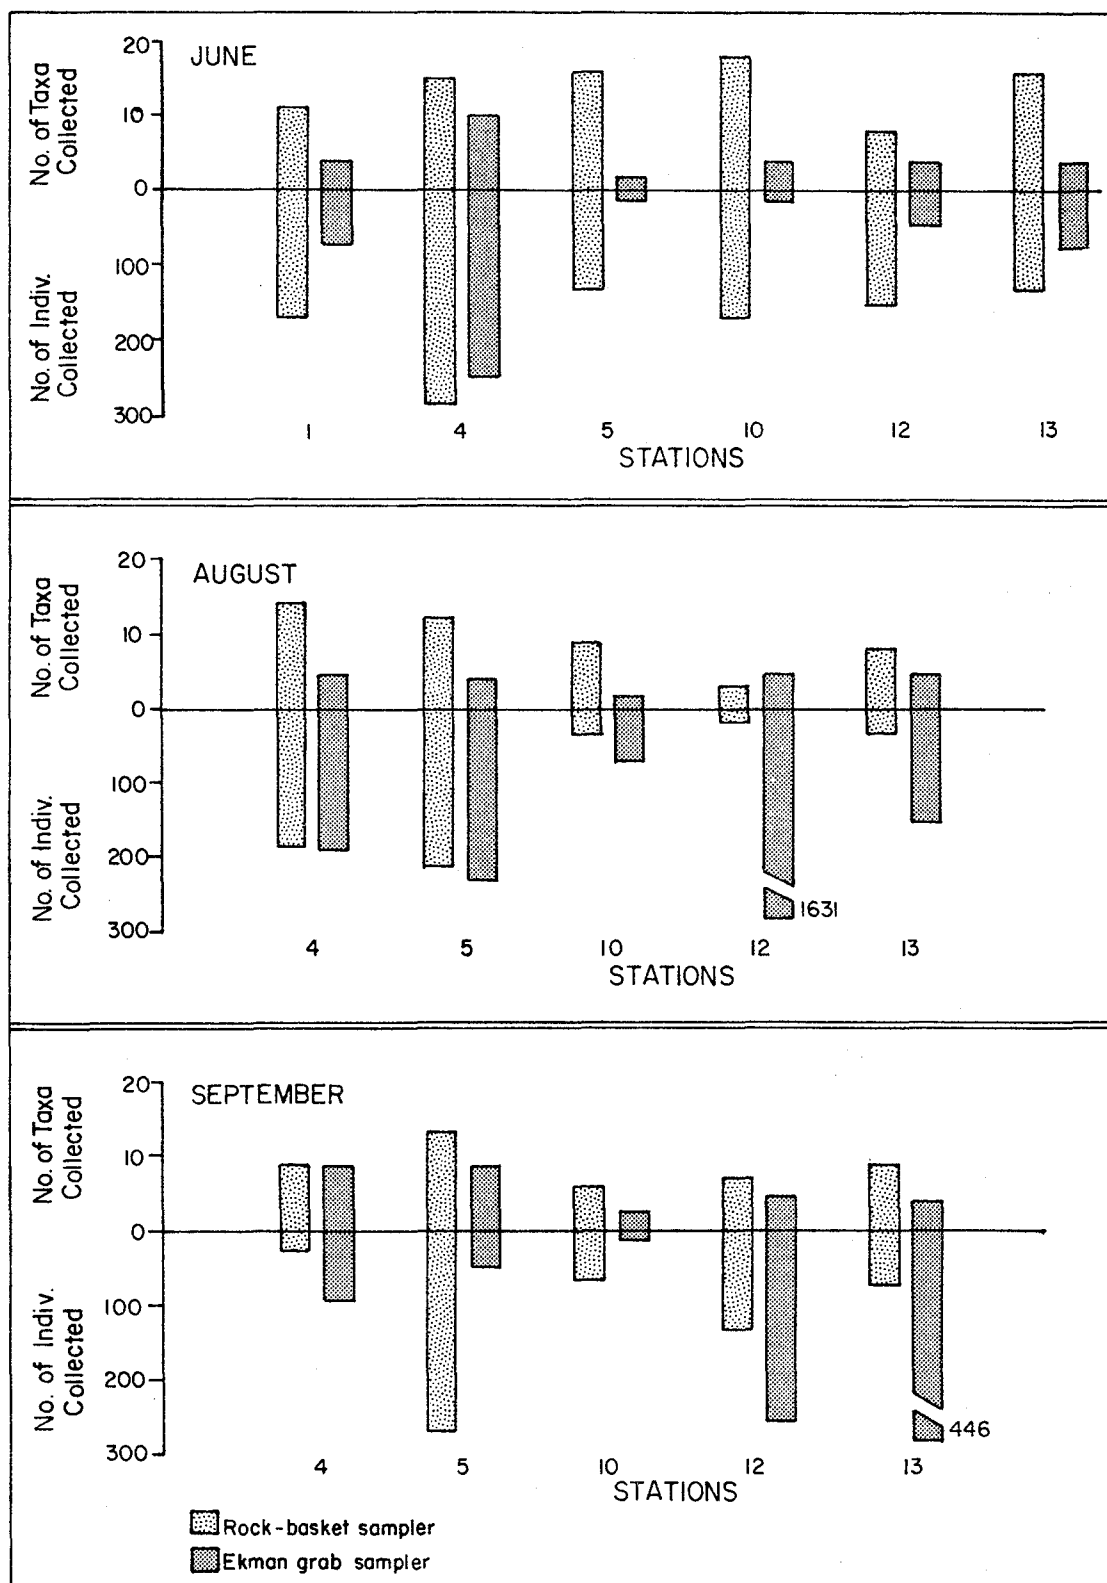 JUNE
No. of Taxa
Collected
No. of Indiv.
Collected
20
10
0
100
200
300
1 4 5 10 12 13
STATIONS
AUGUST
No. of Taxa
Collected
No. of Indiv.
Collected
20
10
0
100
200
300
1631
4 5 10 12 13
STATIONS
SEPTEMBER
No. of Taxa
Collected
No. of Indiv.
Collected
20
10
0
100
200
300
446
4 5 10 12 13
STATIONS
Rock-basket sampler
Ekman grab sampler